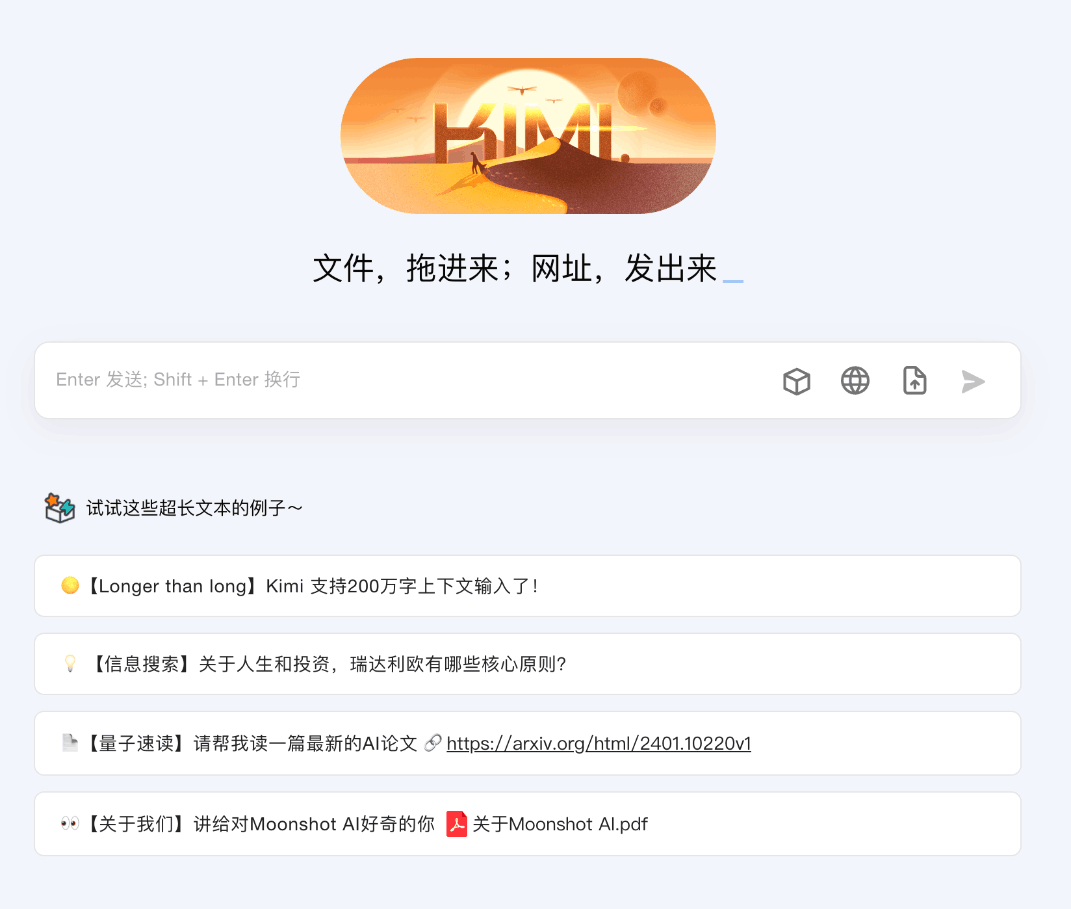 KIMI.
文件，拖进来；网址，发出来_
Enter 发送; Shift + Enter 换行
试试这些超长文本的例子～
【Longer than long】Kimi 支持200万字上下文输入了！
【信息搜索】关于人生和投资，瑞达利欧有哪些核心原则？
【量子速读】请帮我读一篇最新的AI论文 🔗 https://arxiv.org/html/2401.10220v1
【关于我们】讲给对Moonshot AI好奇的你 关于Moonshot AI.pdf